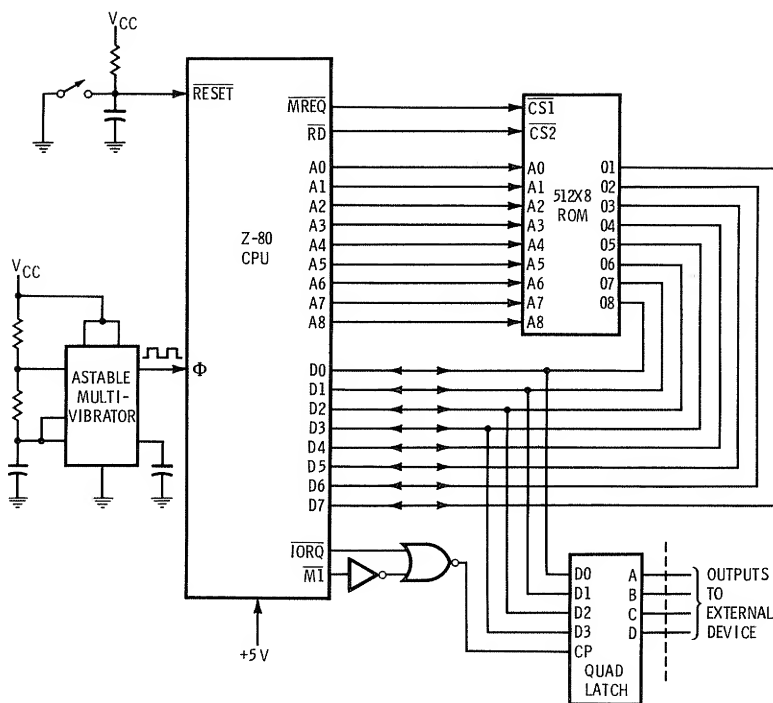 VCC
RESET
MREQ
RD
A0
A1
A2
A3
A4
A5
A6
A7
A8
Z-80
CPU
CS1
CS2
A0
A1
A2
A3
A4
A5
A6
A7
A8
512X8
ROM
01
02
03
04
05
06
07
08
VCC
ASTABLE
MULTI-
VIBRATOR
Φ
D0
D1
D2
D3
D4
D5
D6
D7
IORQ
M1
+5V
D0
D1
D2
D3
CP
A
B
C
D
QUAD
LATCH
OUTPUTS
TO
EXTERNAL
DEVICE